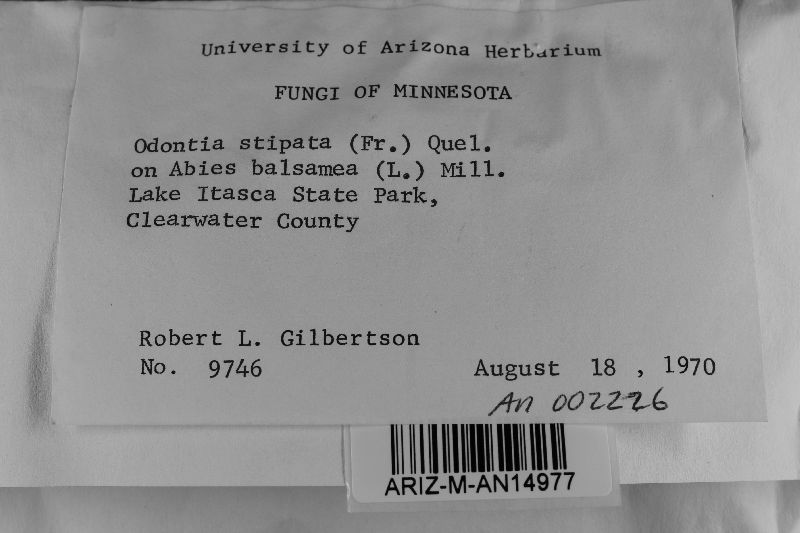 University of Arizona Herbarium
FUNGI OF MINNESOTA
Odontia stipata (Fr.) Quel.
on Abies balsamea (L.) Mill.
Lake Itasca State Park,
Clearwater County
Robert L. Gilbertson
No. 9746
August 18 , 1970
An 002226
ARIZ-M-AN14977